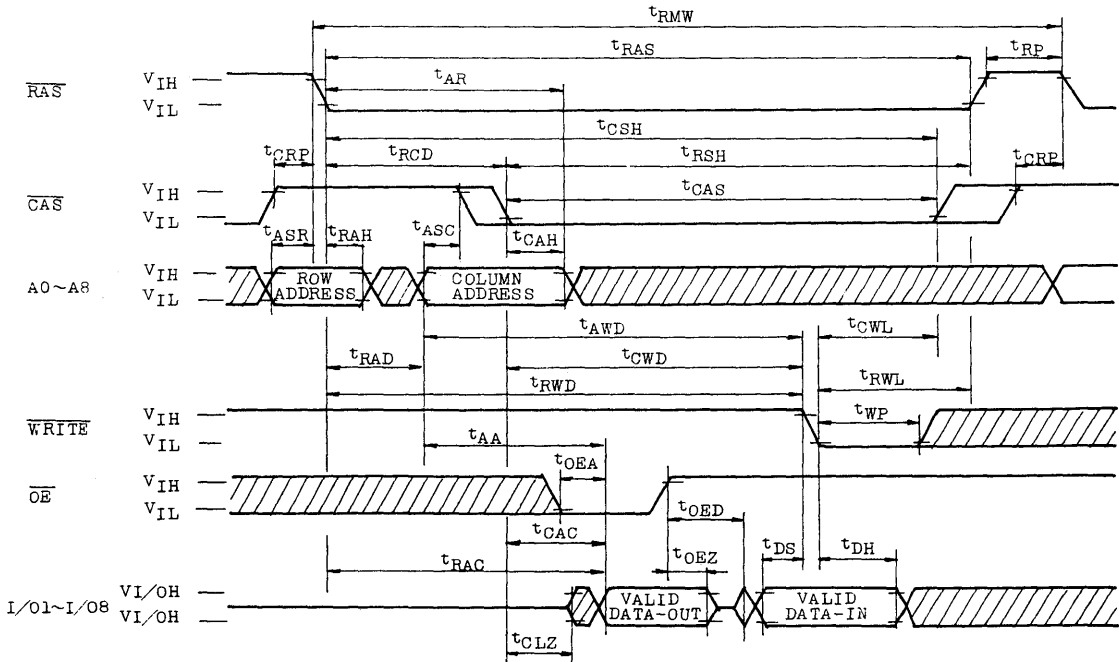 tRMW
tRAS
tRP
tAR
RAS
VIH
VIL
tCSH
tCRP
tRCD
tRSH
tCRP
CAS
VIH
VIL
tCAS
tASR
tRAH
tASC
tCAH
A0~A8
VIH
VIL
ROW
ADDRESS
COLUMN
ADDRESS
tAWD
tCWL
tRAD
tCWD
tRWD
tRWL
WRITE
VIH
VIL
tWP
tAA
tOEA
OE
VIH
VIL
tOED
tCAC
tDS
tDH
tRAC
tOEZ
I/O1~I/O8
VI/OH
VI/OH
VALID
DATA-OUT
VALID
DATA-IN
tCLZ